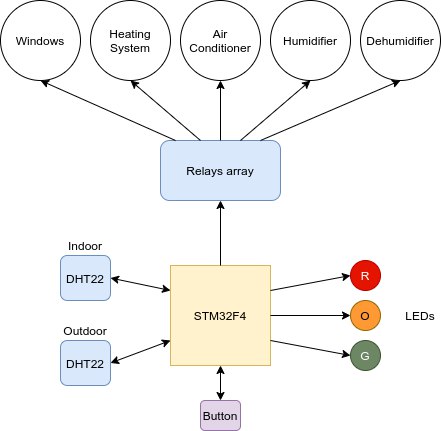 Windows
Heating
System
Air
Conditioner
Humidifier
Dehumidifier
Relays array
Indoor
DHT22
Outdoor
DHT22
STM32F4
R
O
G
LEDs
Button